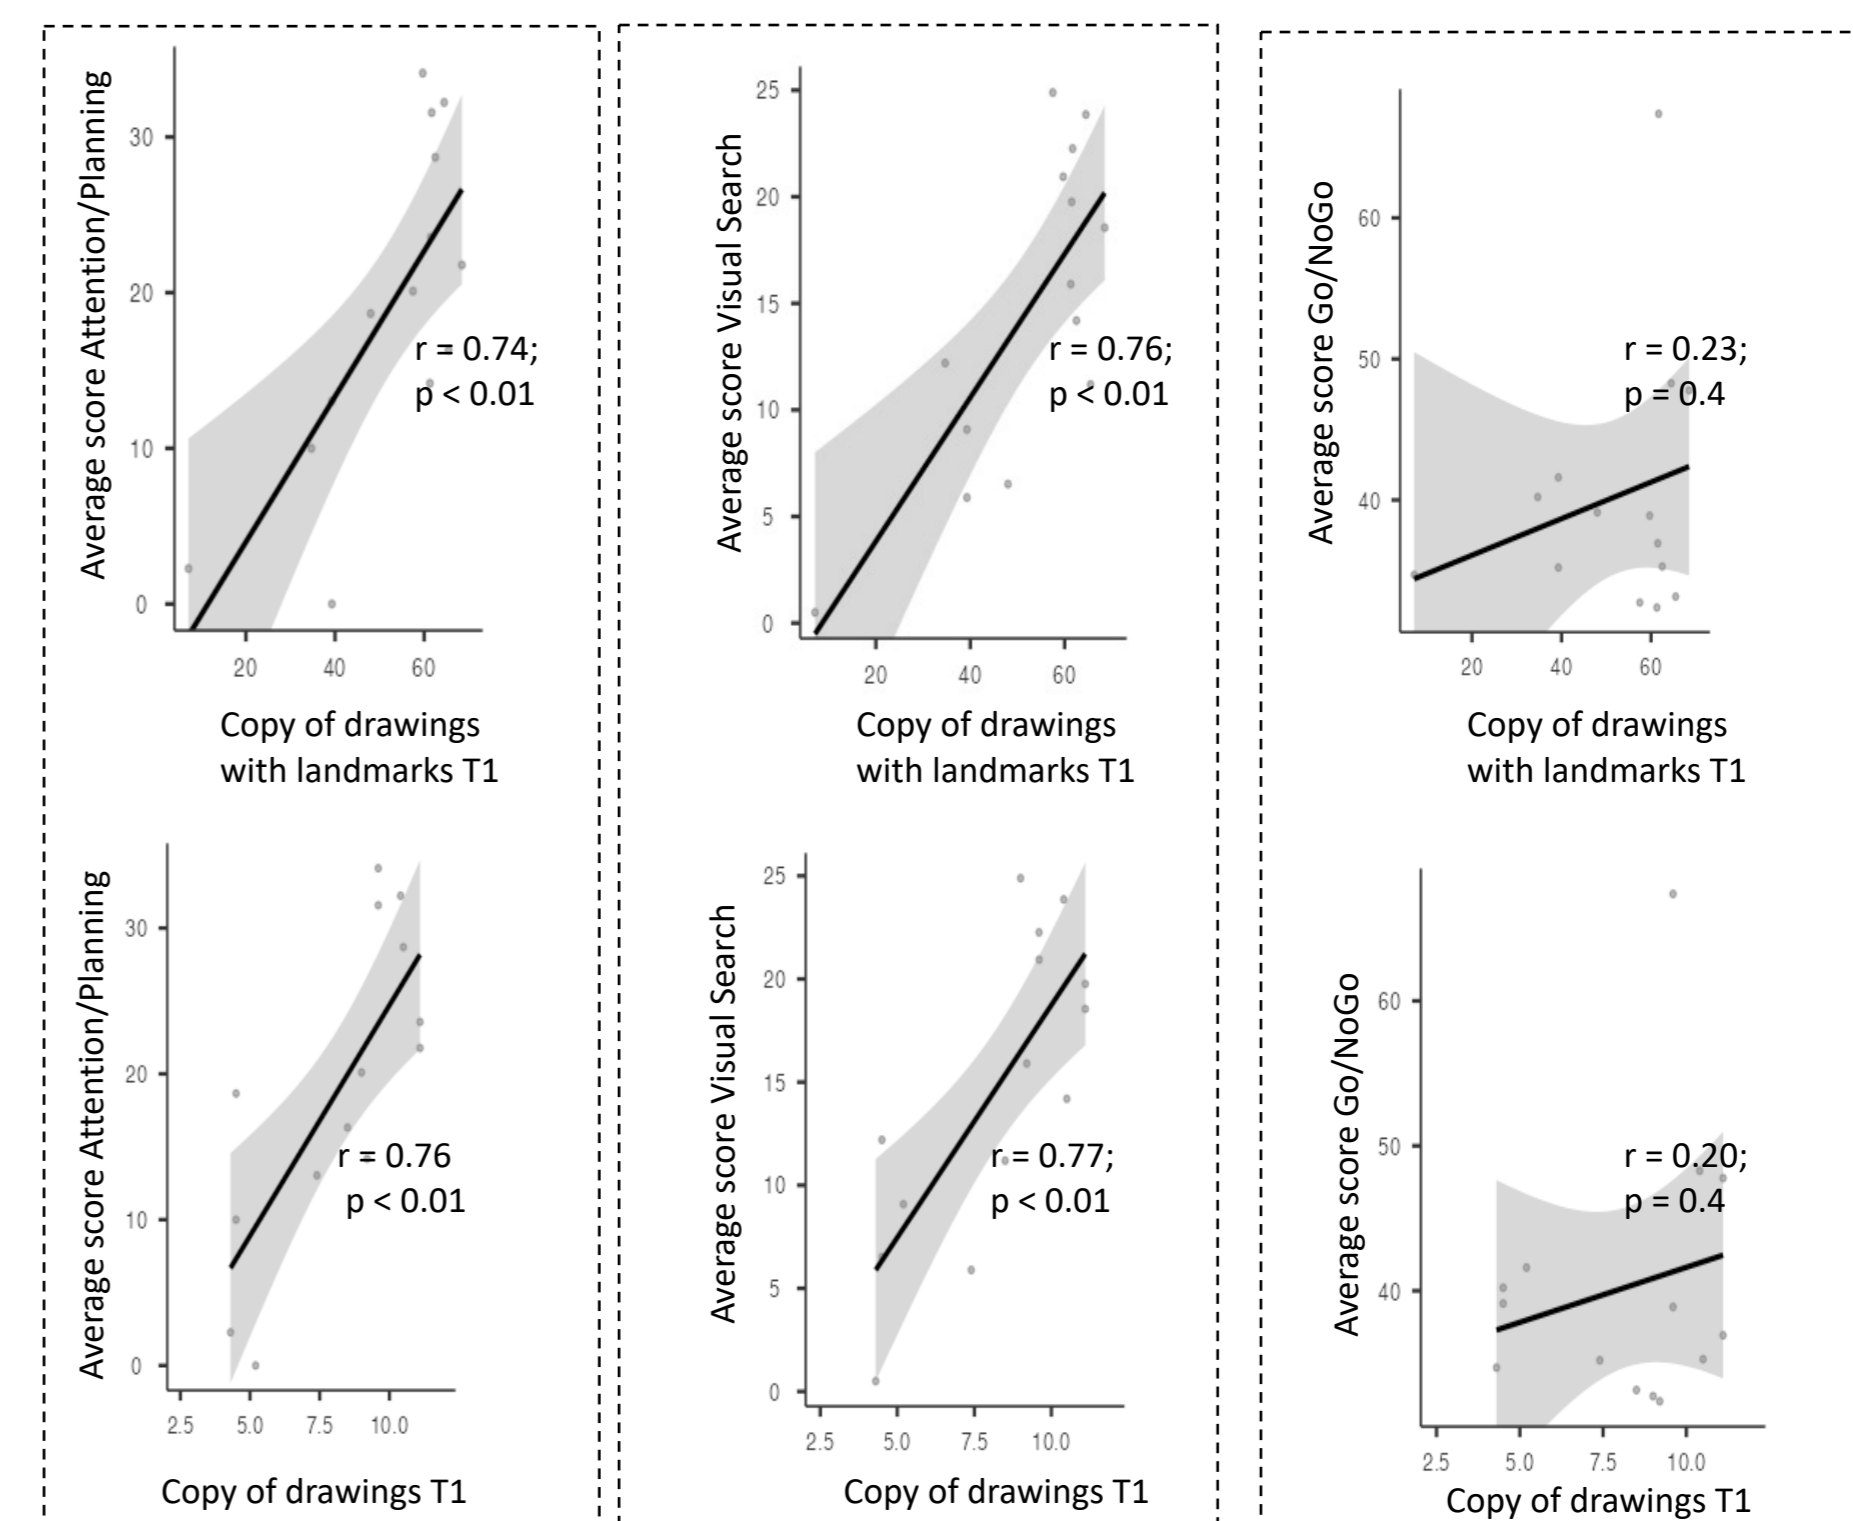 Average score Attention/Planning
30
20
10
0
r = 0.74;
p < 0.01
20 40 60
Copy of drawings
with landmarks T1
Average score Visual Search
25
20
15
10
5
0
r = 0.76;
p < 0.01
20 40 60
Copy of drawings
with landmarks T1
Average score Go/NoGo
60
50
40
r = 0.23;
p = 0.4
20 40 60
Copy of drawings
with landmarks T1
Average score Attention/Planning
30
20
10
0
r = 0.76
p < 0.01
2.5 5.0 7.5 10.0
Copy of drawings T1
Average score Visual Search
25
20
15
10
5
0
r = 0.77;
p < 0.01
2.5 5.0 7.5 10.0
Copy of drawings T1
Average score Go/NoGo
60
50
40
r = 0.20;
p = 0.4
2.5 5.0 7.5 10.0
Copy of drawings T1